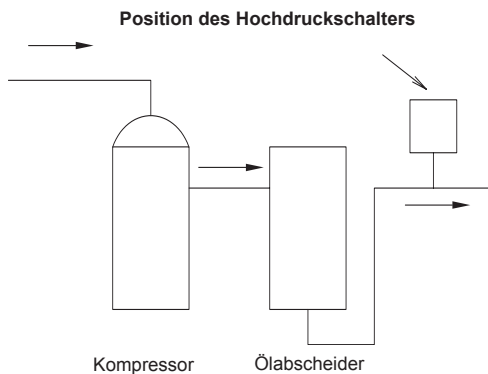 Position des Hochdruckschalters
Kompressor
Ölabscheider